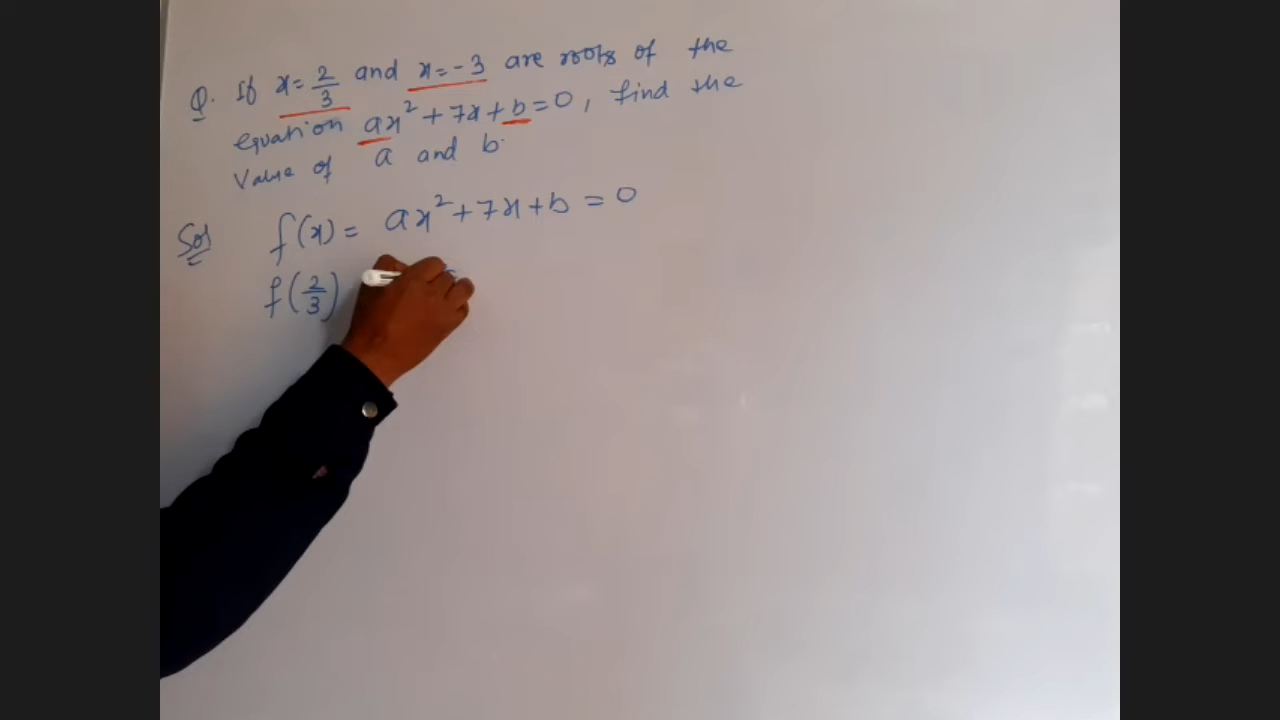 Q. If x = 2/3 and x = -3 are roots of the
equation ax² + 7x + b = 0, find the
value of a and b.
Sol f(x) = ax² + 7x + b = 0
f(2/3)